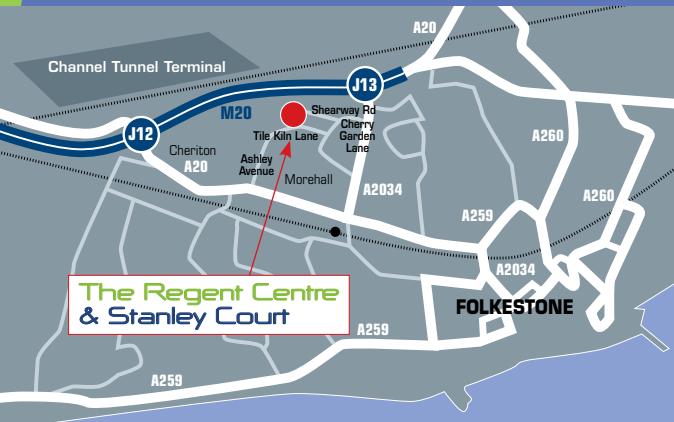 A20
Channel Tunnel Terminal
J13
M20
Shearway Rd
Cherry
Garden
Lane
J12
Tile Kiln Lane
A260
Cheriton
A20
Ashley
Avenue
Morehall
A2034
A260
A259
A2034
The Regent Centre
& Stanley Court
FOLKESTONE
A259
A259